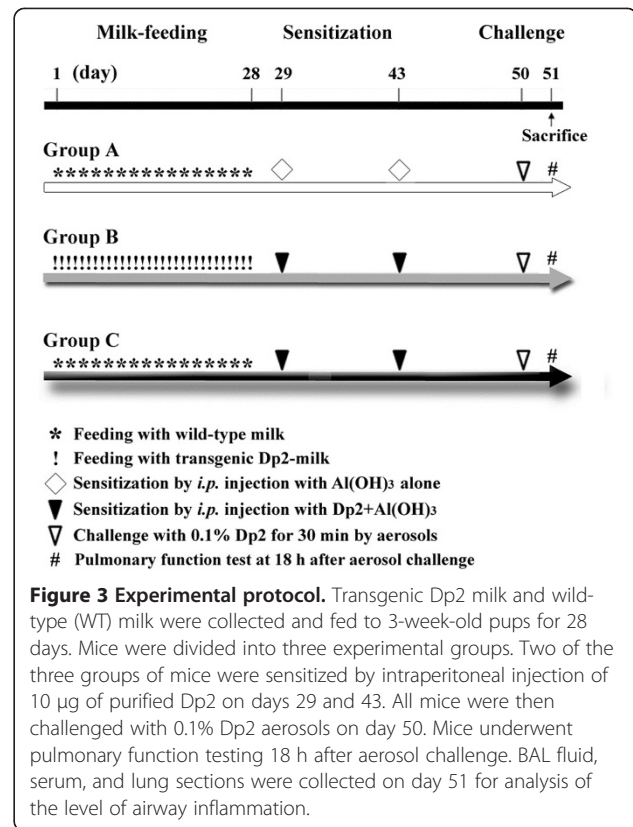 Milk-feeding Sensitization Challenge
1 (day) 28 29 43 50 51
Sacrifice
Group A
**************** #
Group B
!!!!!!!!!!!!!!!!!!!!!!!!!!!!!! #
Group C
**************** #
* Feeding with wild-type milk
! Feeding with transgenic Dp2-milk
◇ Sensitization by i.p. injection with Al(OH)₃ alone
▼ Sensitization by i.p. injection with Dp2+Al(OH)₃
▽ Challenge with 0.1% Dp2 for 30 min by aerosols
# Pulmonary function test at 18 h after aerosol challenge
Figure 3 Experimental protocol. Transgenic Dp2 milk and wild-
type (WT) milk were collected and fed to 3-week-old pups for 28
days. Mice were divided into three experimental groups. Two of the
three groups of mice were sensitized by intraperitoneal injection of
10 μg of purified Dp2 on days 29 and 43. All mice were then
challenged with 0.1% Dp2 aerosols on day 50. Mice underwent
pulmonary function testing 18 h after aerosol challenge. BAL fluid,
serum, and lung sections were collected on day 51 for analysis of
the level of airway inflammation.